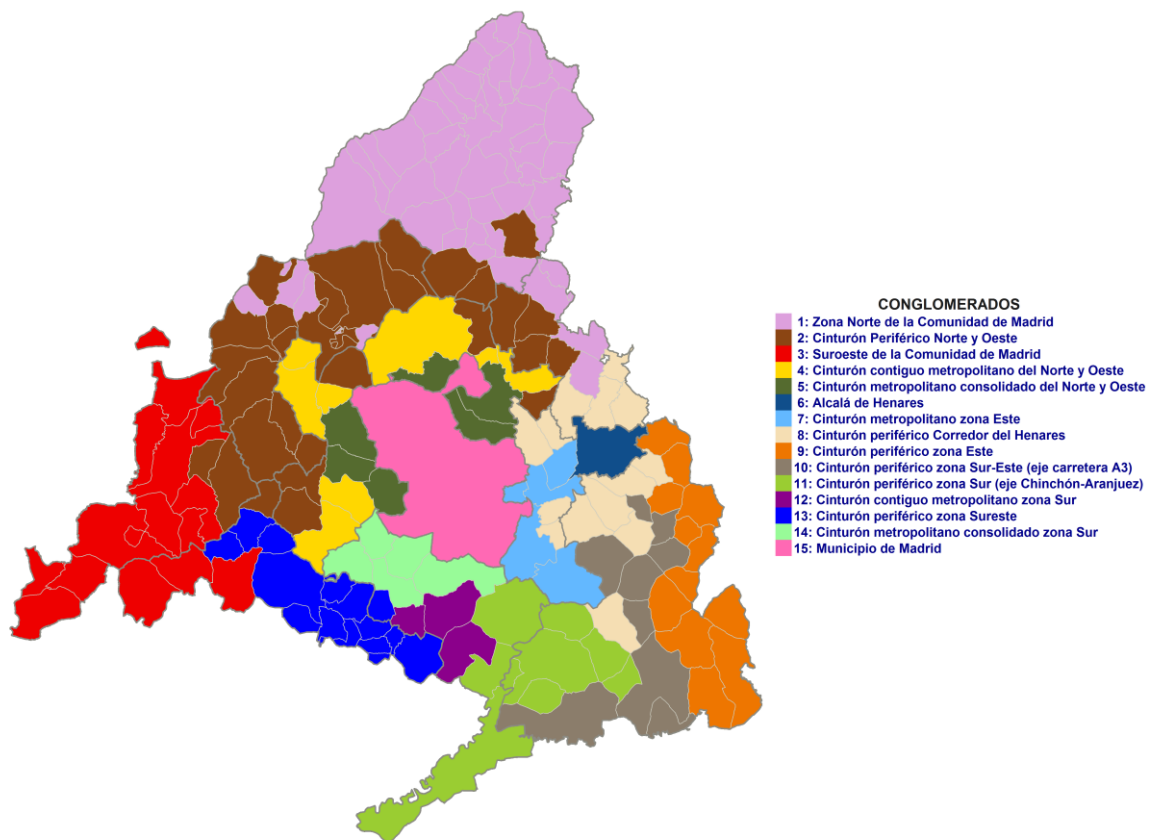 CONGLOMERADOS
1: Zona Norte de la Comunidad de Madrid
2: Cinturón Periférico Norte y Oeste
3: Suroeste de la Comunidad de Madrid
4: Cinturón contiguo metropolitano del Norte y Oeste
5: Cinturón metropolitano consolidado del Norte y Oeste
6: Alcalá de Henares
7: Cinturón metropolitano zona Este
8: Cinturón periférico Corredor del Henares
9: Cinturón periférico zona Este
10: Cinturón periférico zona Sur-Este (eje carretera A3)
11: Cinturón periférico zona Sur (eje Chinchón-Aranjuez)
12: Cinturón contiguo metropolitano zona Sur
13: Cinturón periférico zona Sureste
14: Cinturón metropolitano consolidado zona Sur
15: Municipio de Madrid